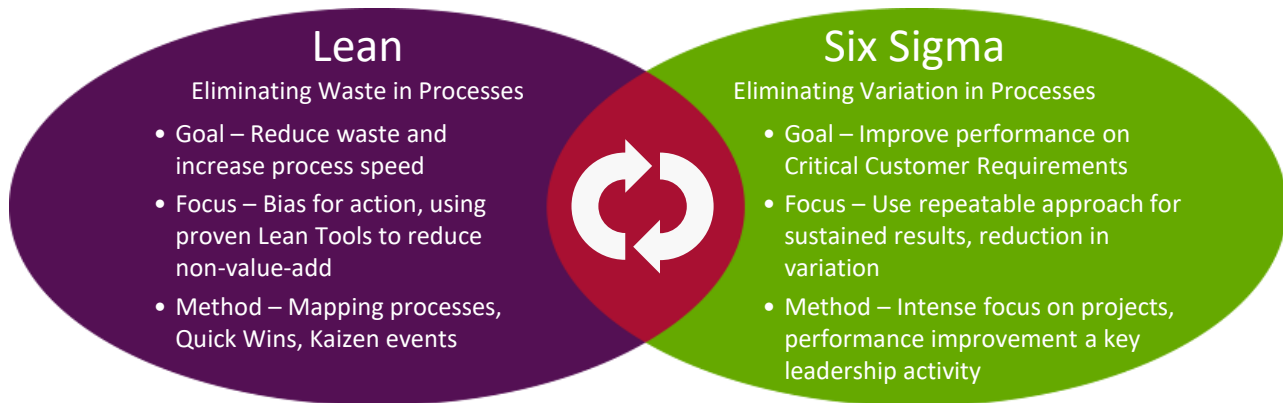 Lean
Eliminating Waste in Processes
• Goal – Reduce waste and
increase process speed
• Focus – Bias for action, using
proven Lean Tools to reduce
non-value-add
• Method – Mapping processes,
Quick Wins, Kaizen events
Six Sigma
Eliminating Variation in Processes
• Goal – Improve performance on
Critical Customer Requirements
• Focus – Use repeatable approach for
sustained results, reduction in
variation
• Method – Intense focus on projects,
performance improvement a key
leadership activity